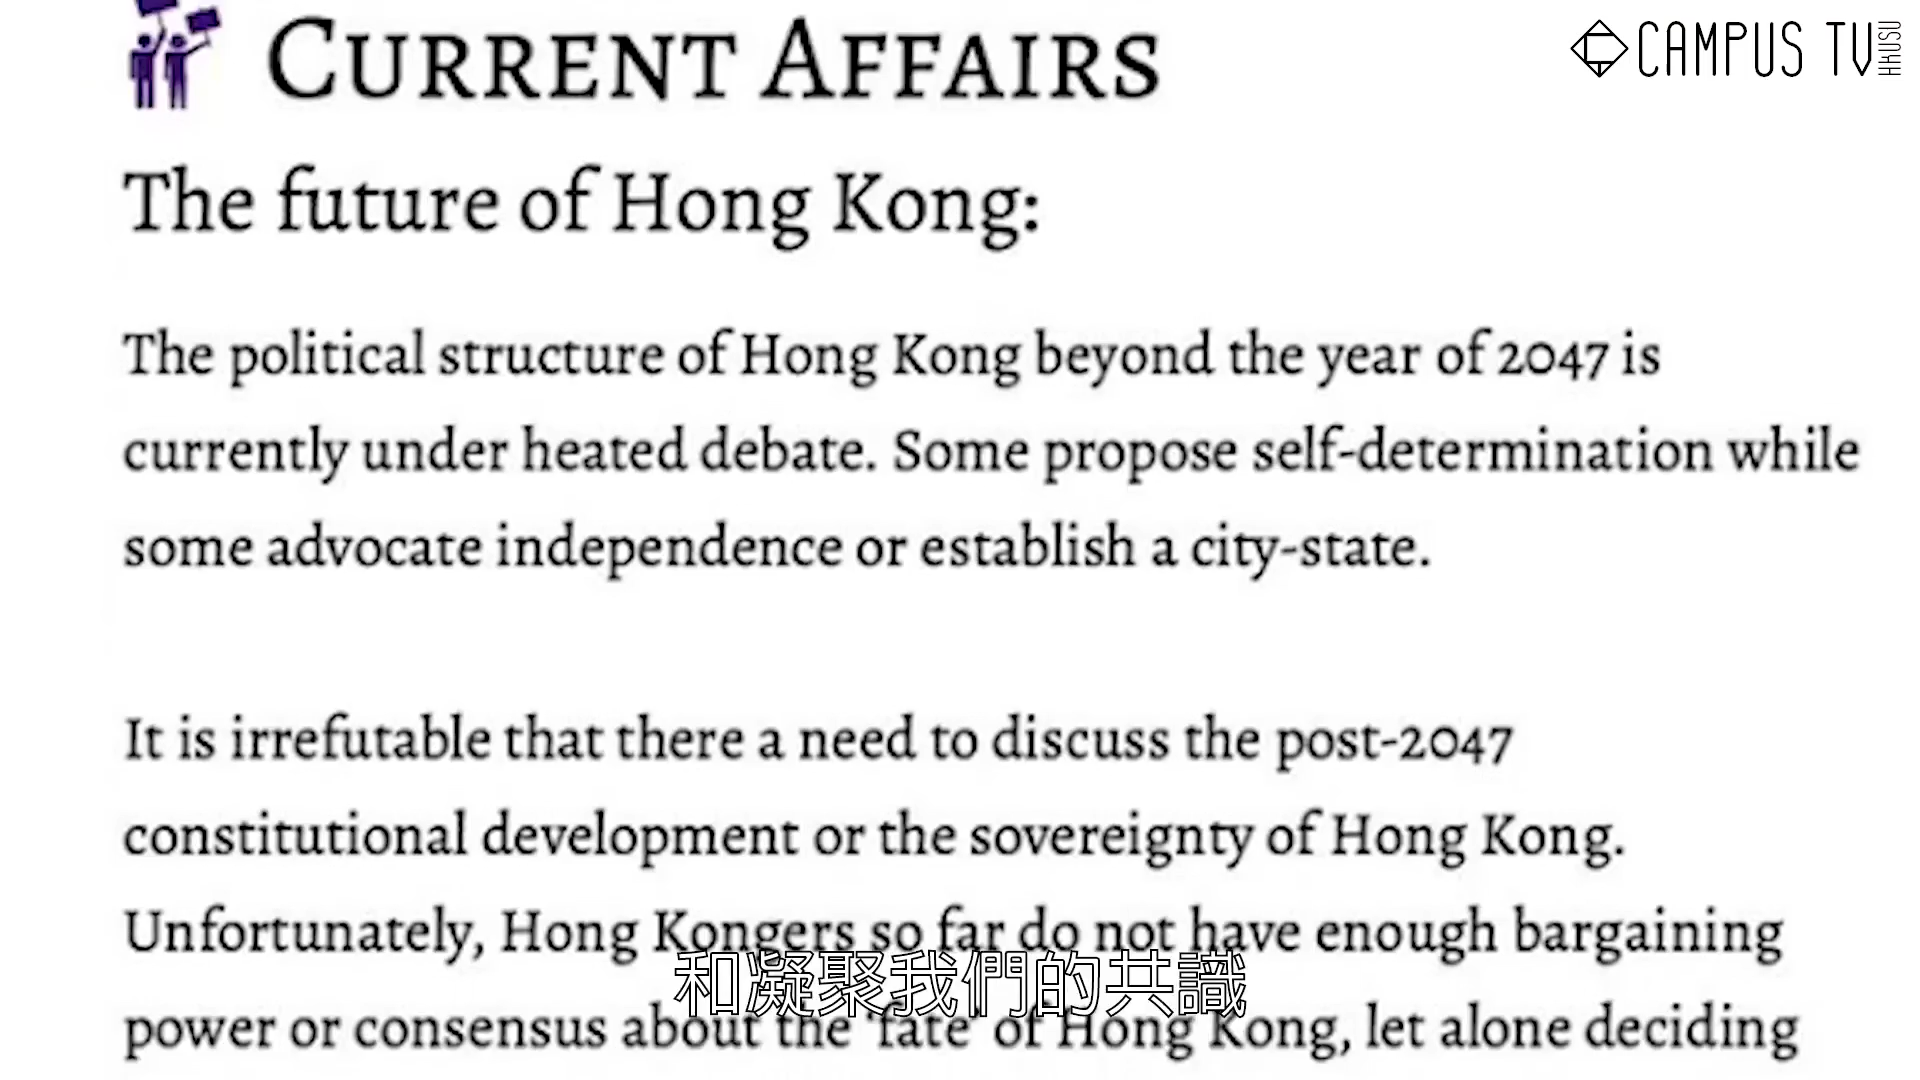 CURRENT AFFAIRS
CAMPUS TV HKUSU
The future of Hong Kong:
The political structure of Hong Kong beyond the year of 2047 is
currently under heated debate. Some propose self-determination while
some advocate independence or establish a city-state.
It is irrefutable that there a need to discuss the post-2047
constitutional development or the sovereignty of Hong Kong.
Unfortunately, Hong Kongers so far do not have enough bargaining
和凝聚我們的共識
power or consensus about the 'fate' of Hong Kong, let alone deciding